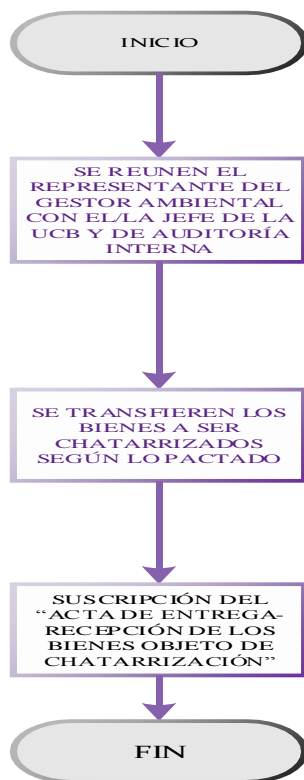 INICIO
SE REUNEN EL
REPRESENTANTE DEL
GESTOR AMBIENTAL
CON EL/LA JEFE DE LA
UCB Y DE AUDITORÍA
INTERNA
SE TRANSFIEREN LOS
BIENES A SER
CHATARRIZADOS
SEGÚN LO PACTADO
SUSCRIPCIÓN DEL
“ACTA DE ENTREGA-
RECEPCIÓN DE LOS
BIENES OBJETO DE
CHATARRIZACIÓN”
FIN